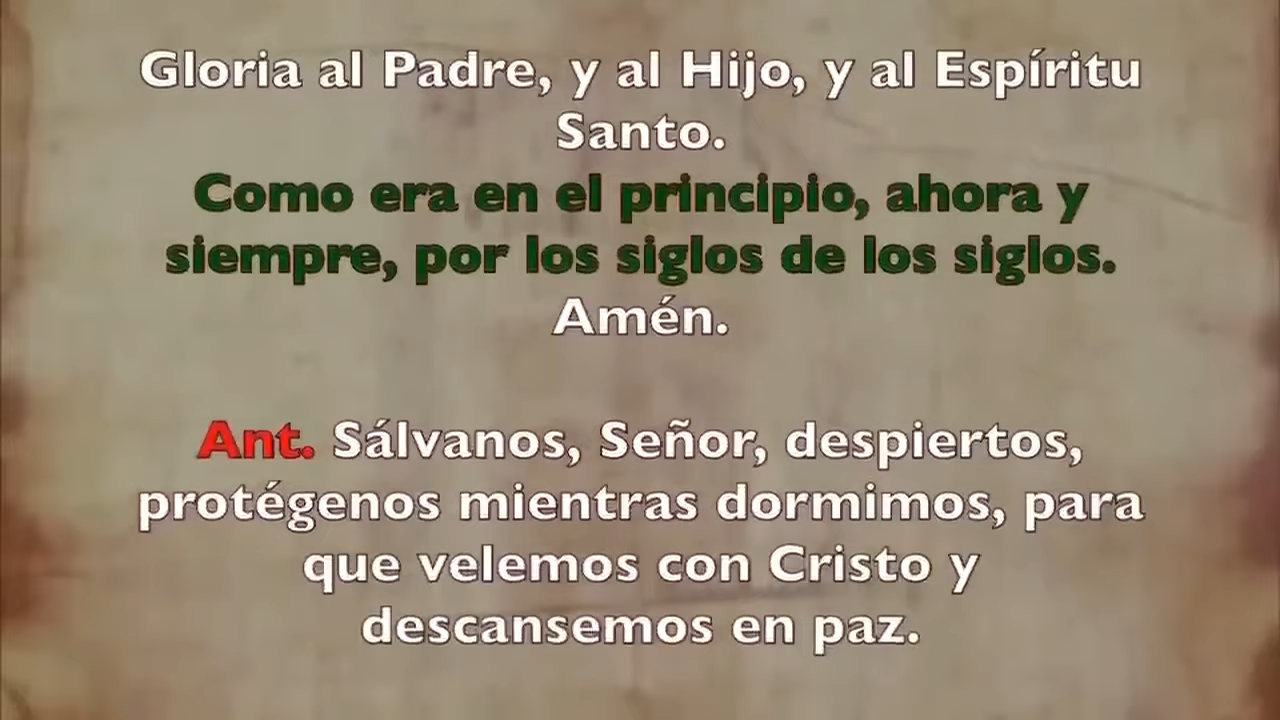 Gloria al Padre, y al Hijo, y al Espíritu
Santo.
Como era en el principio, ahora y
siempre, por los siglos de los siglos.
Amén.
Ant. Sálvanos, Señor, despiertos,
protégenos mientras dormimos, para
que velemos con Cristo y
descansemos en paz.